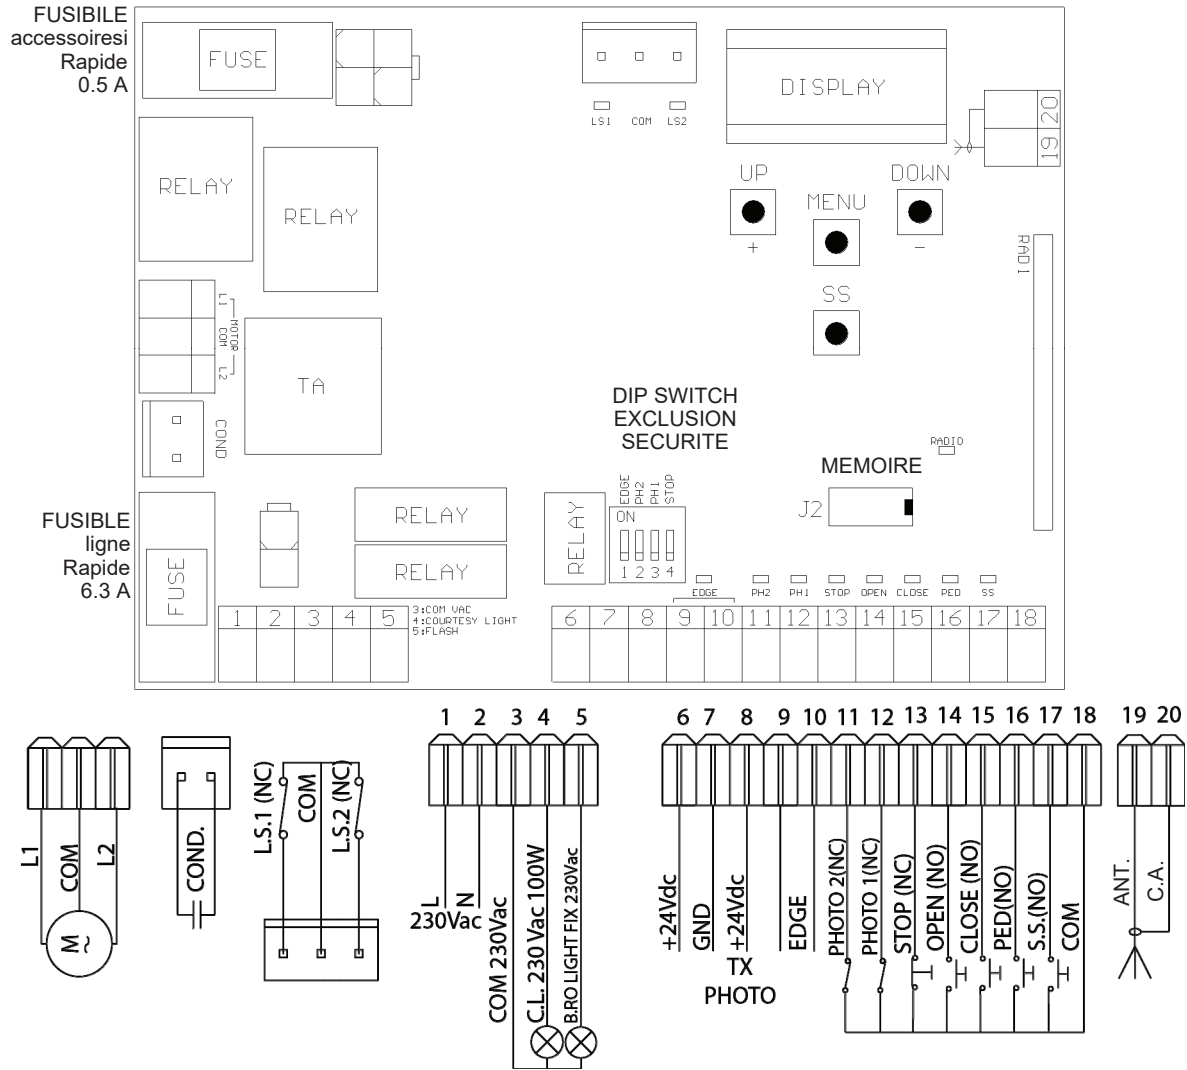 FUSIBILE
accessoiresi
Rapide
0.5 A
FUSE
LS1 COM LS2
DISPLAY
20
19
RELAY
RELAY
UP
+
DOWN
-
MENU
SS
RADI
L1
MOTOR
COM
L2
TA
COND
DIP SWITCH
EXCLUSION
SECURITE
RADIO
MEMOIRE
J2
FUSIBLE
ligne
Rapide
6.3 A
FUSE
RELAY
RELAY
RELAY
EDGE
PH2
PH1
STOP
ON
1 2 3 4
EDGE PH2 PH1 STOP OPEN CLOSE PED SS
1 2 3 4 5
3:COM VAC
4:COURTESY LIGHT
5:FLASH
6 7 8 9 10 11 12 13 14 15 16 17 18
L1
COM
L2
M~
COND.
L.S.1 (NC)
COM
L.S.2 (NC)
1 2 3 4 5
L
N
230Vac
COM 230Vac
C.L. 230 Vac 100W
B.RO LIGHT FIX 230Vac
6 7 8 9 10 11 12 13 14 15 16 17 18
+24Vdc
GND
+24Vdc
TX
PHOTO
EDGE
PHOTO 2(NC)
PHOTO 1(NC)
STOP (NC)
OPEN (NO)
CLOSE (NO)
PED(NO)
S.S.(NO)
COM
19 20
ANT.
C.A.